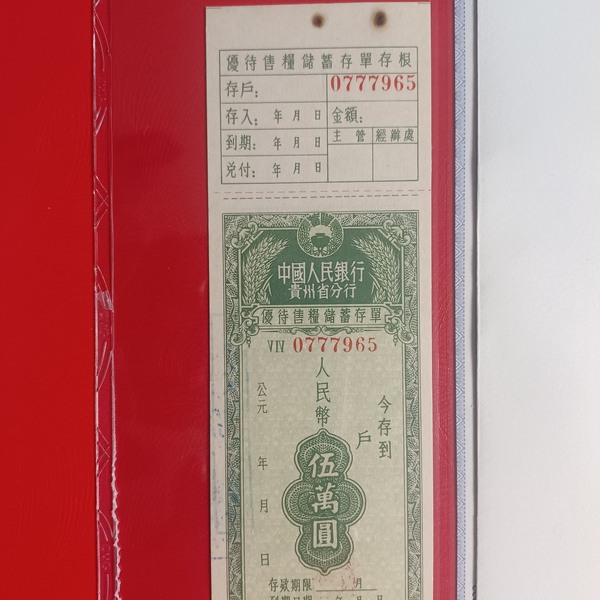 優待售糧儲蓄存單存根
存戶: 0777965
存入: 年 月 日 金額:
到期: 年 月 日 主管 經辦處
兌付: 年 月 日
中國人民銀行
貴州省分行
優待售糧儲蓄存單
VIV 0777965
今存到
戶
人民幣
伍萬圓
公元 年 月 日
存款期限 月